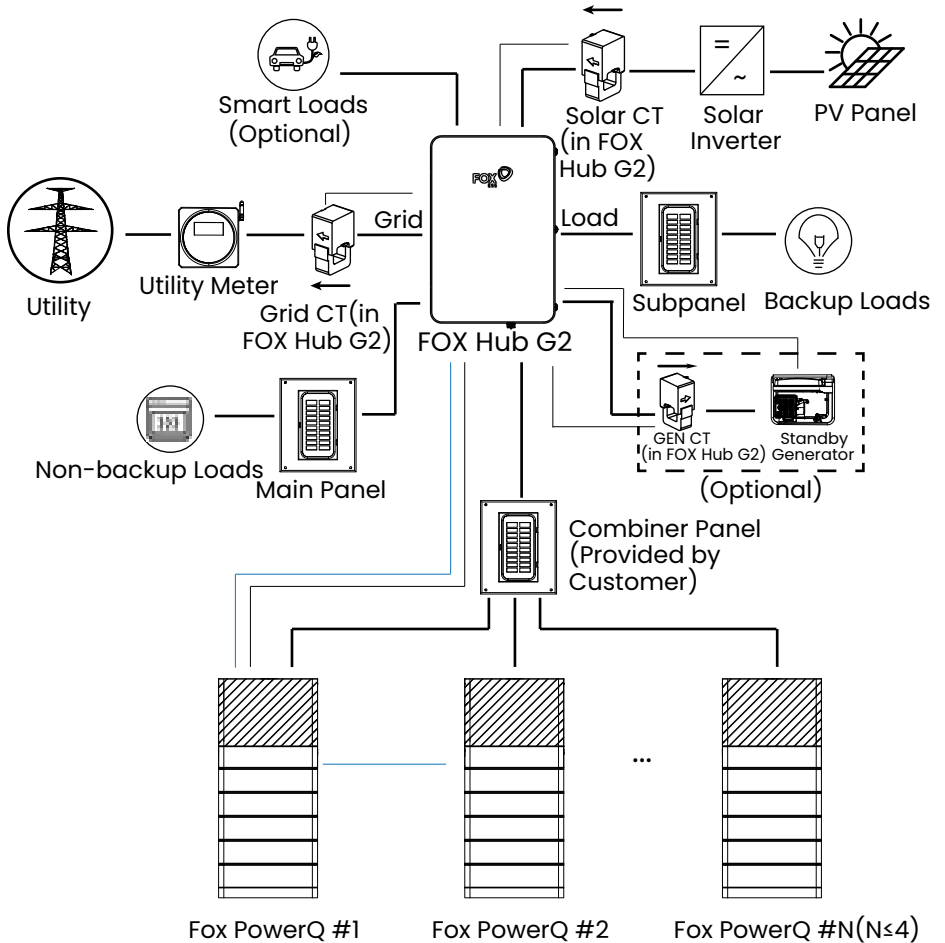 Smart Loads
(Optional)
Solar CT
(in FOX
Hub G2)
Solar
Inverter
PV Panel
FOX
ESS
Grid
Load
Utility
Utility Meter
Grid CT(in
FOX Hub G2)
FOX Hub G2
Subpanel
Backup Loads
Non-backup Loads
Main Panel
GEN CT
(in FOX Hub G2)
Standby
Generator
(Optional)
Combiner Panel
(Provided by
Customer)
...
Fox PowerQ #1
Fox PowerQ #2
Fox PowerQ #N(N≤4)